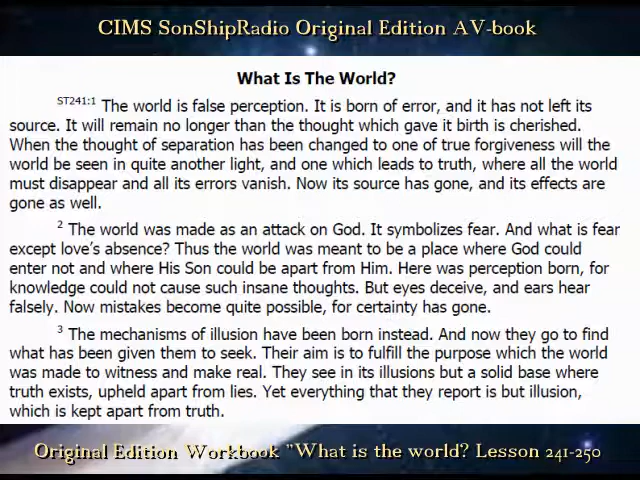 CIMS SonShipRadio Original Edition AV-book
What Is The World?
ST241:1 The world is false perception. It is born of error, and it has not left its
source. It will remain no longer than the thought which gave it birth is cherished.
When the thought of separation has been changed to one of true forgiveness will the
world be seen in quite another light, and one which leads to truth, where all the world
must disappear and all its errors vanish. Now its source has gone, and its effects are
gone as well.
2 The world was made as an attack on God. It symbolizes fear. And what is fear
except love's absence? Thus the world was meant to be a place where God could
enter not and where His Son could be apart from Him. Here was perception born, for
knowledge could not cause such insane thoughts. But eyes deceive, and ears hear
falsely. Now mistakes become quite possible, for certainty has gone.
3 The mechanisms of illusion have been born instead. And now they go to find
what has been given them to seek. Their aim is to fulfill the purpose which the world
was made to witness and make real. They see in its illusions but a solid base where
truth exists, upheld apart from lies. Yet everything that they report is but illusion,
which is kept apart from truth.
Original Edition Workbook "What is the world? Lesson 241-250